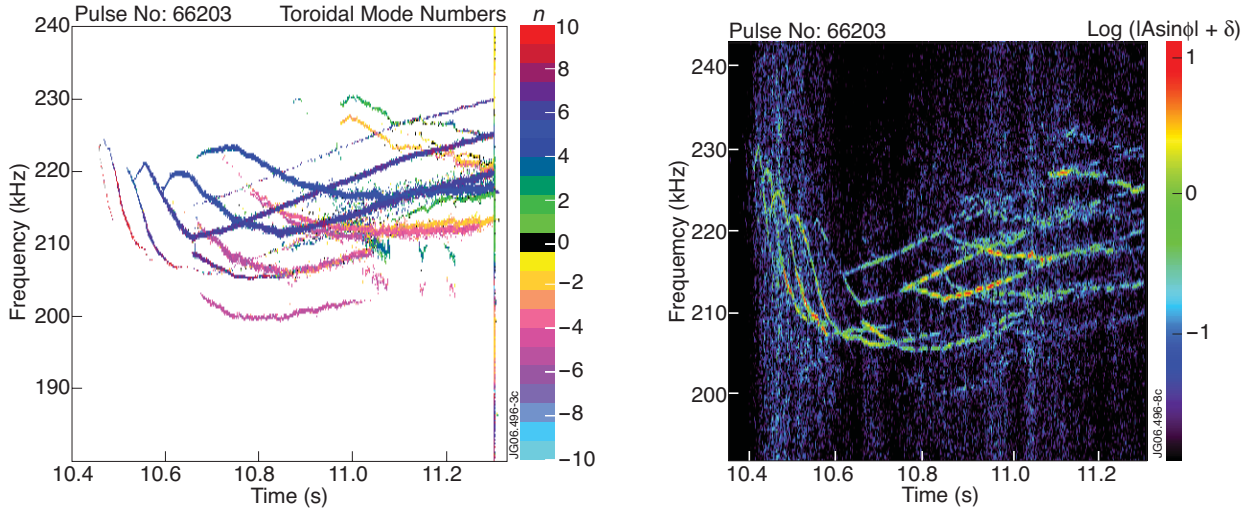 Pulse No: 66203 Toroidal Mode Numbers n
240
230
220
210
200
190
10.4 10.6 10.8 11.0 11.2
Frequency (kHz)
Time (s)
10
8
6
4
2
0
−2
−4
−6
−8
−10
JG06.496-3c
Pulse No: 66203 Log (|Asinϕ| + δ)
240
230
220
210
200
10.4 10.6 10.8 11.0 11.2
Frequency (kHz)
Time (s)
1
0
−1
JG06.496-8c